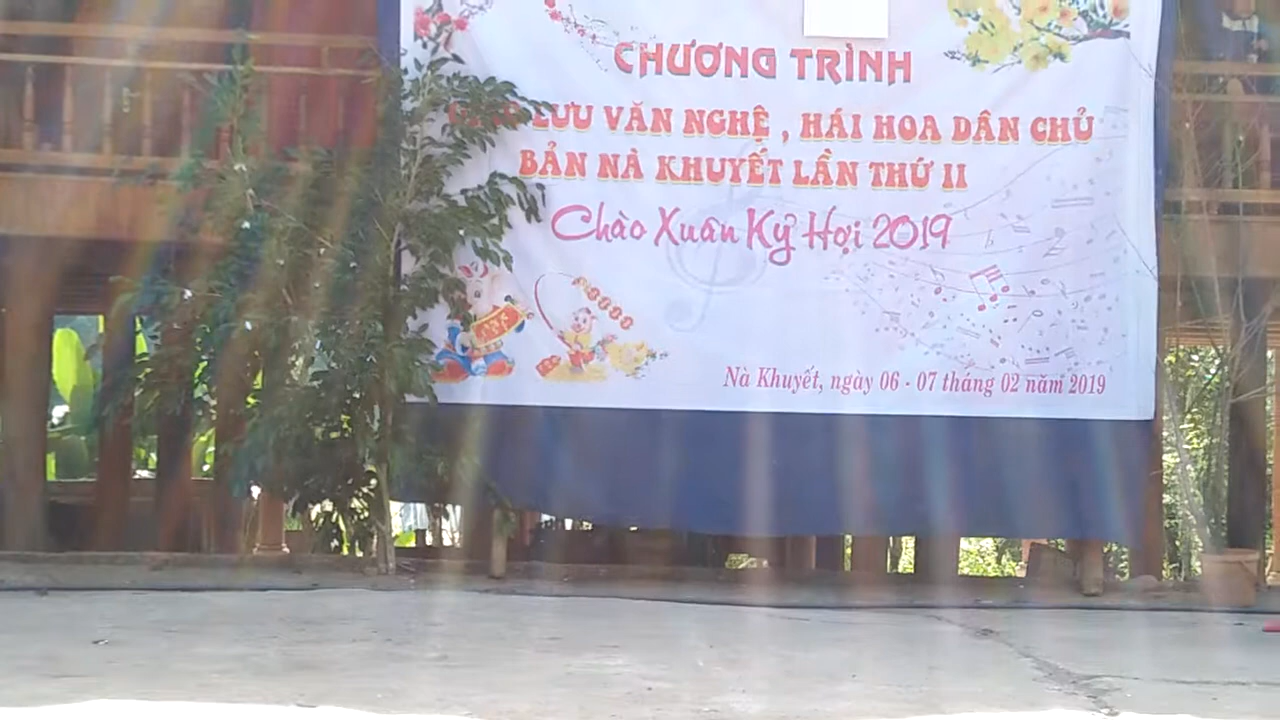 CHƯƠNG TRÌNH
LƯU VĂN NGHỆ , HÁI HOA DÂN CHỦ
BẢN NÀ KHUYẾT LẦN THỨ II
Chào Xuân Kỷ Hợi 2019
Nà Khuyết, ngày 06 - 07 tháng 02 năm 2019